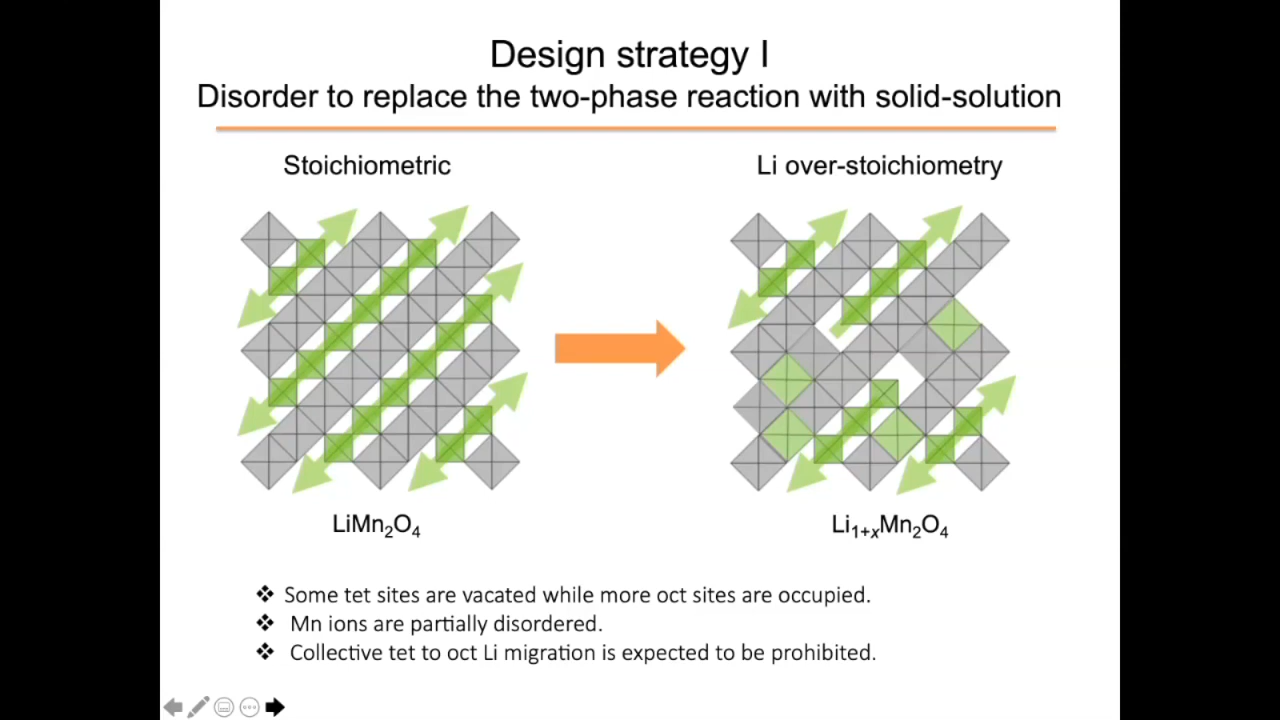 Design strategy I
Disorder to replace the two-phase reaction with solid-solution
Stoichiometric
Li over-stoichiometry
LiMn₂O₄
Li₁₊ₓMn₂O₄
❖ Some tet sites are vacated while more oct sites are occupied.
❖ Mn ions are partially disordered.
❖ Collective tet to oct Li migration is expected to be prohibited.